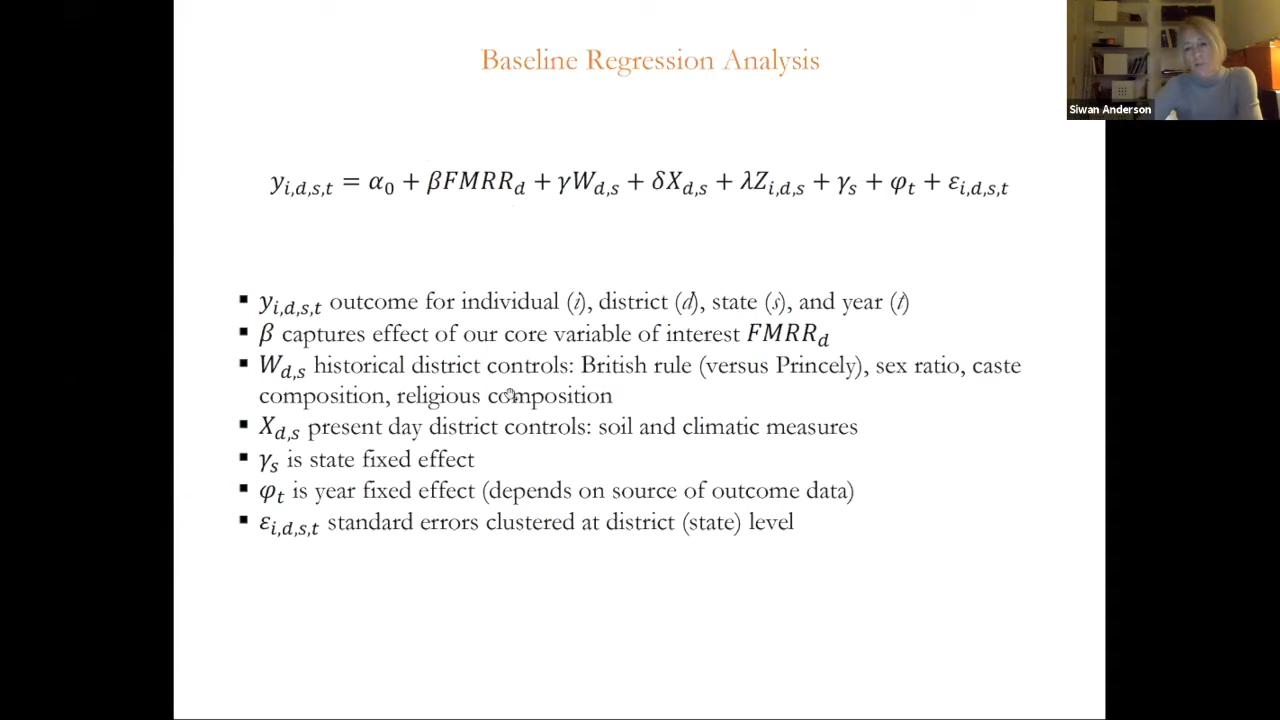 Baseline Regression Analysis
Siwan Anderson
y_{i,d,s,t} = α_0 + βFMRR_d + γW_{d,s} + δX_{d,s} + λZ_{i,d,s} + γ_s + φ_t + ε_{i,d,s,t}
▪ y_{i,d,s,t} outcome for individual (i), district (d), state (s), and year (t)
▪ β captures effect of our core variable of interest FMRR_d
▪ W_{d,s} historical district controls: British rule (versus Princely), sex ratio, caste
composition, religious composition
▪ X_{d,s} present day district controls: soil and climatic measures
▪ γ_s is state fixed effect
▪ φ_t is year fixed effect (depends on source of outcome data)
▪ ε_{i,d,s,t} standard errors clustered at district (state) level